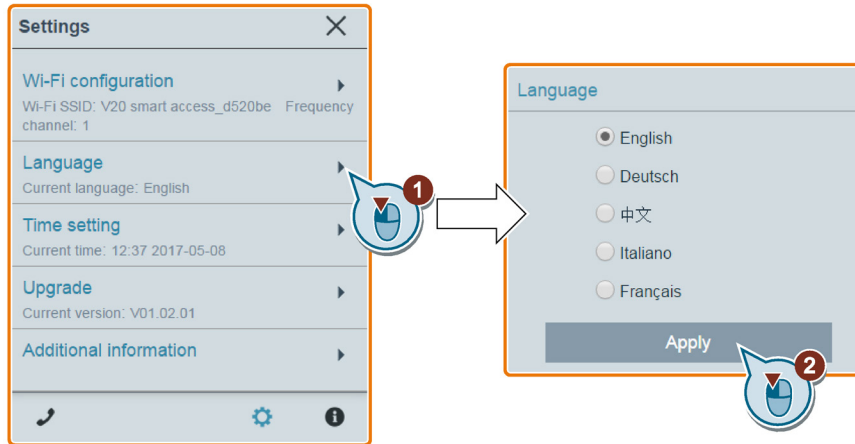 Settings
Wi-Fi configuration
Wi-Fi SSID: V20 smart access_d520be Frequency
channel: 1
Language
Current language: English
Time setting
Current time: 12:37 2017-05-08
Upgrade
Current version: V01.02.01
Additional information
1
Language
English
Deutsch
中文
Italiano
Français
Apply
2